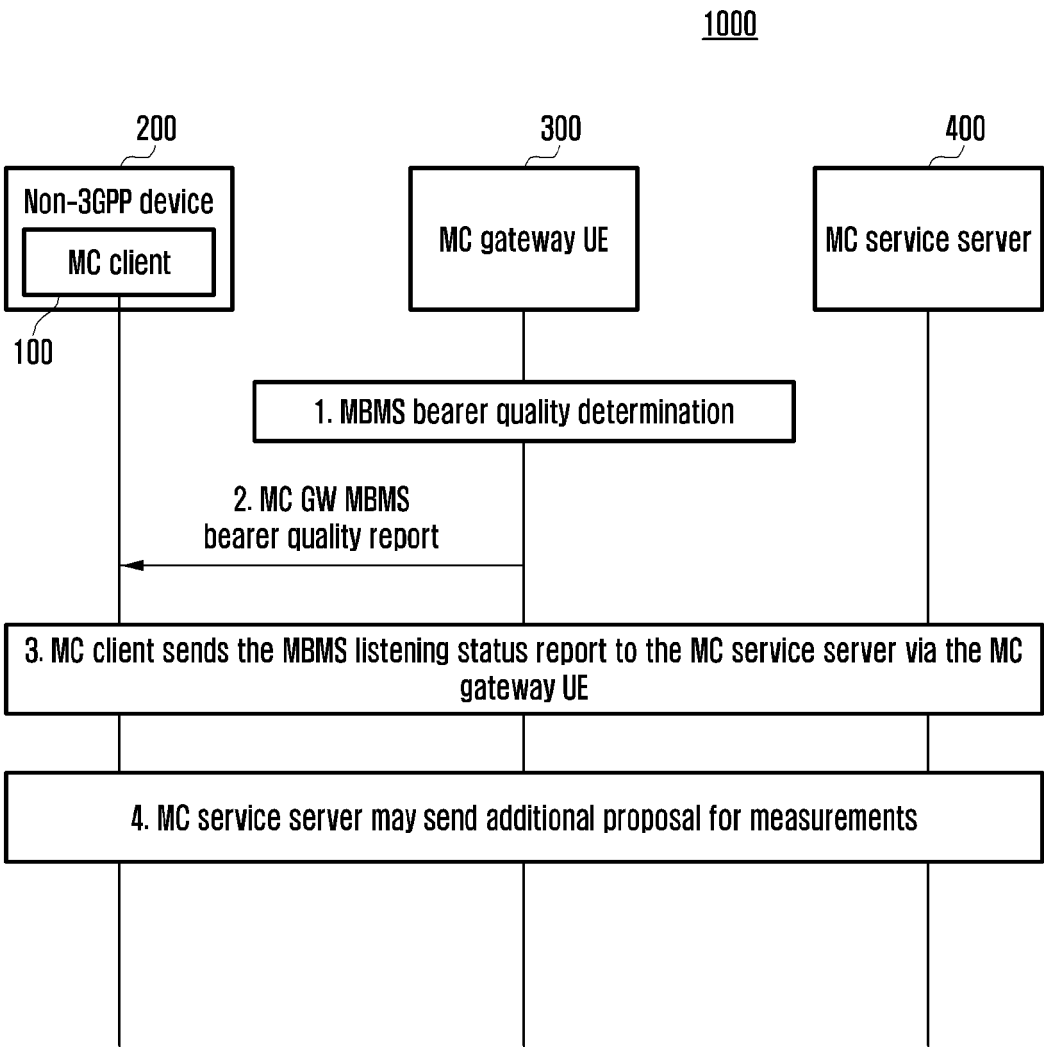 1000
200
300
400
Non-3GPP device
MC client
MC gateway UE
MC service server
100
1. MBMS bearer quality determination
2. MC GW MBMS
bearer quality report
3. MC client sends the MBMS listening status report to the MC service server via the MC
gateway UE
4. MC service server may send additional proposal for measurements